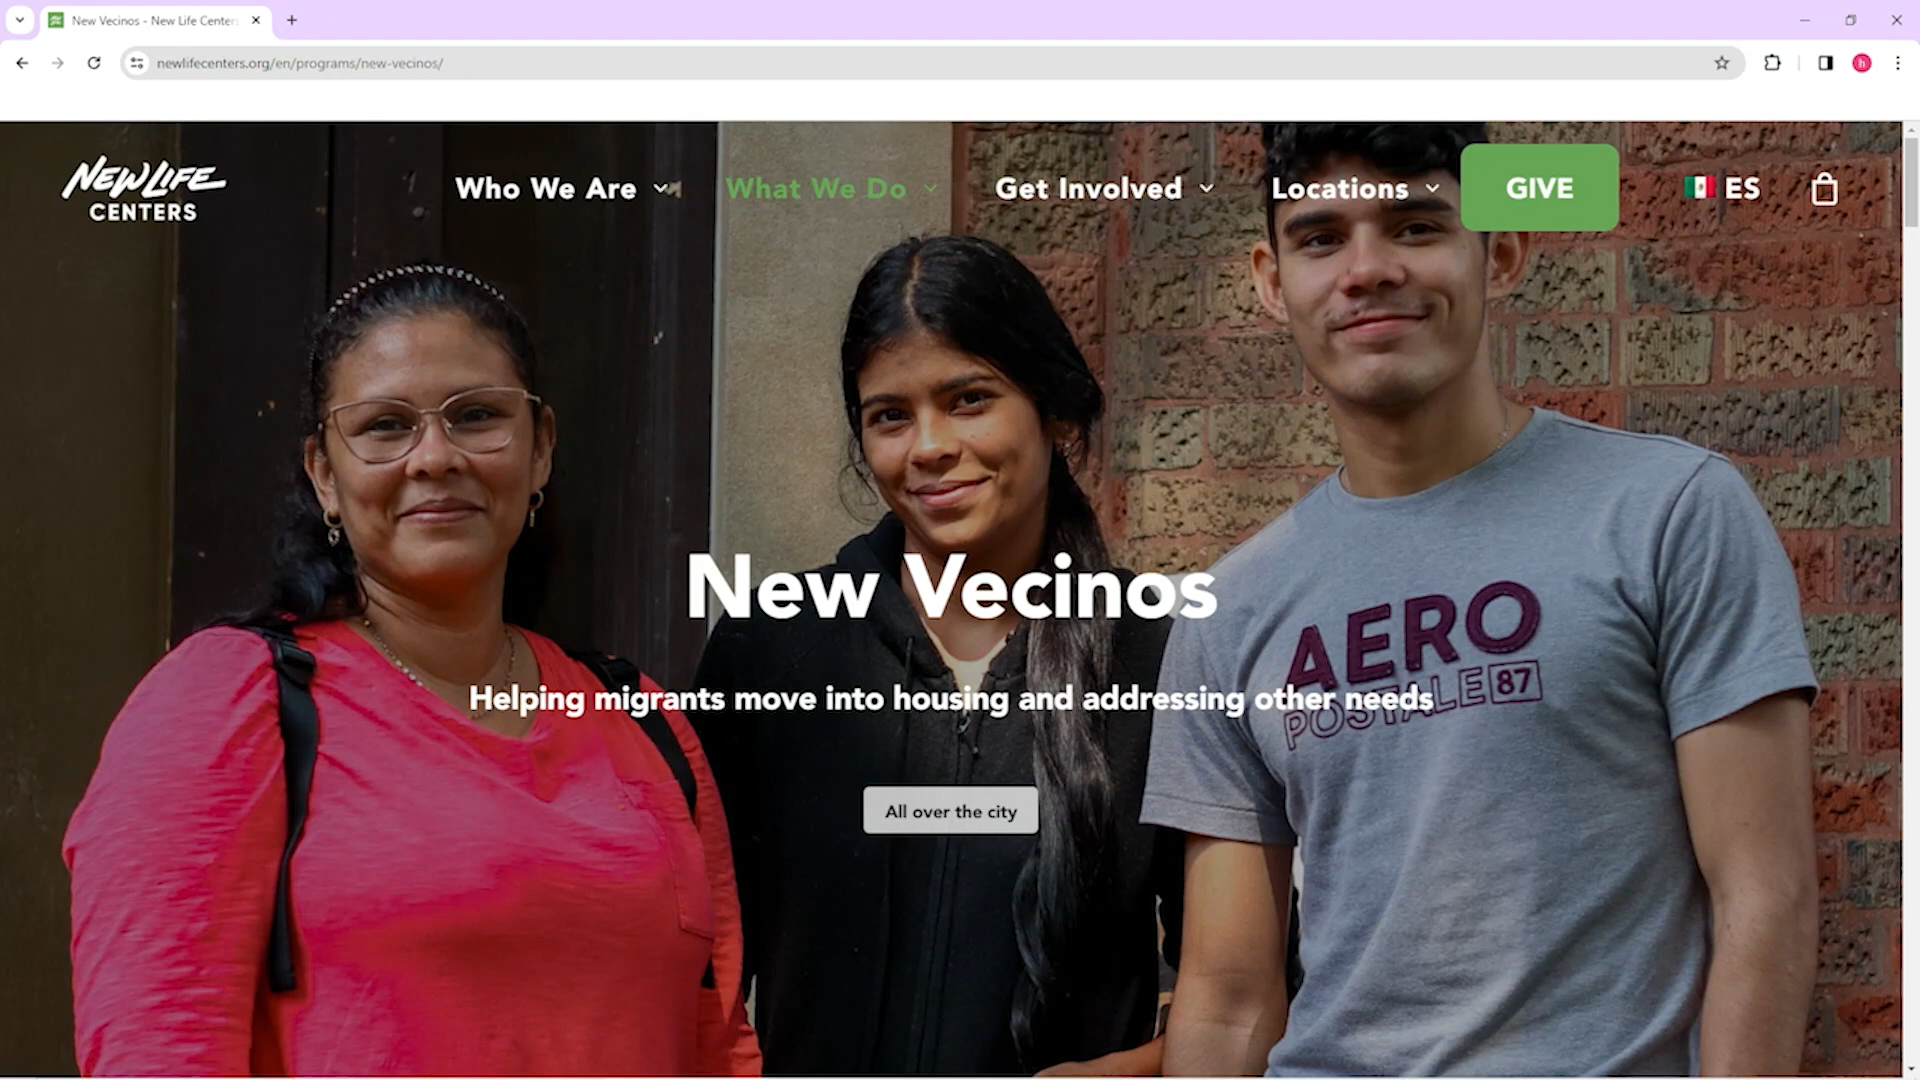 New Vecinos - New Life Center
newlifecenters.org/en/programs/new-vecinos/
h
NEW LIFE
CENTERS
Who We Are
What We Do
Get Involved
Locations
GIVE
ES
New Vecinos
Helping migrants move into housing and addressing other needs
All over the city
AERO
POSTALE 87